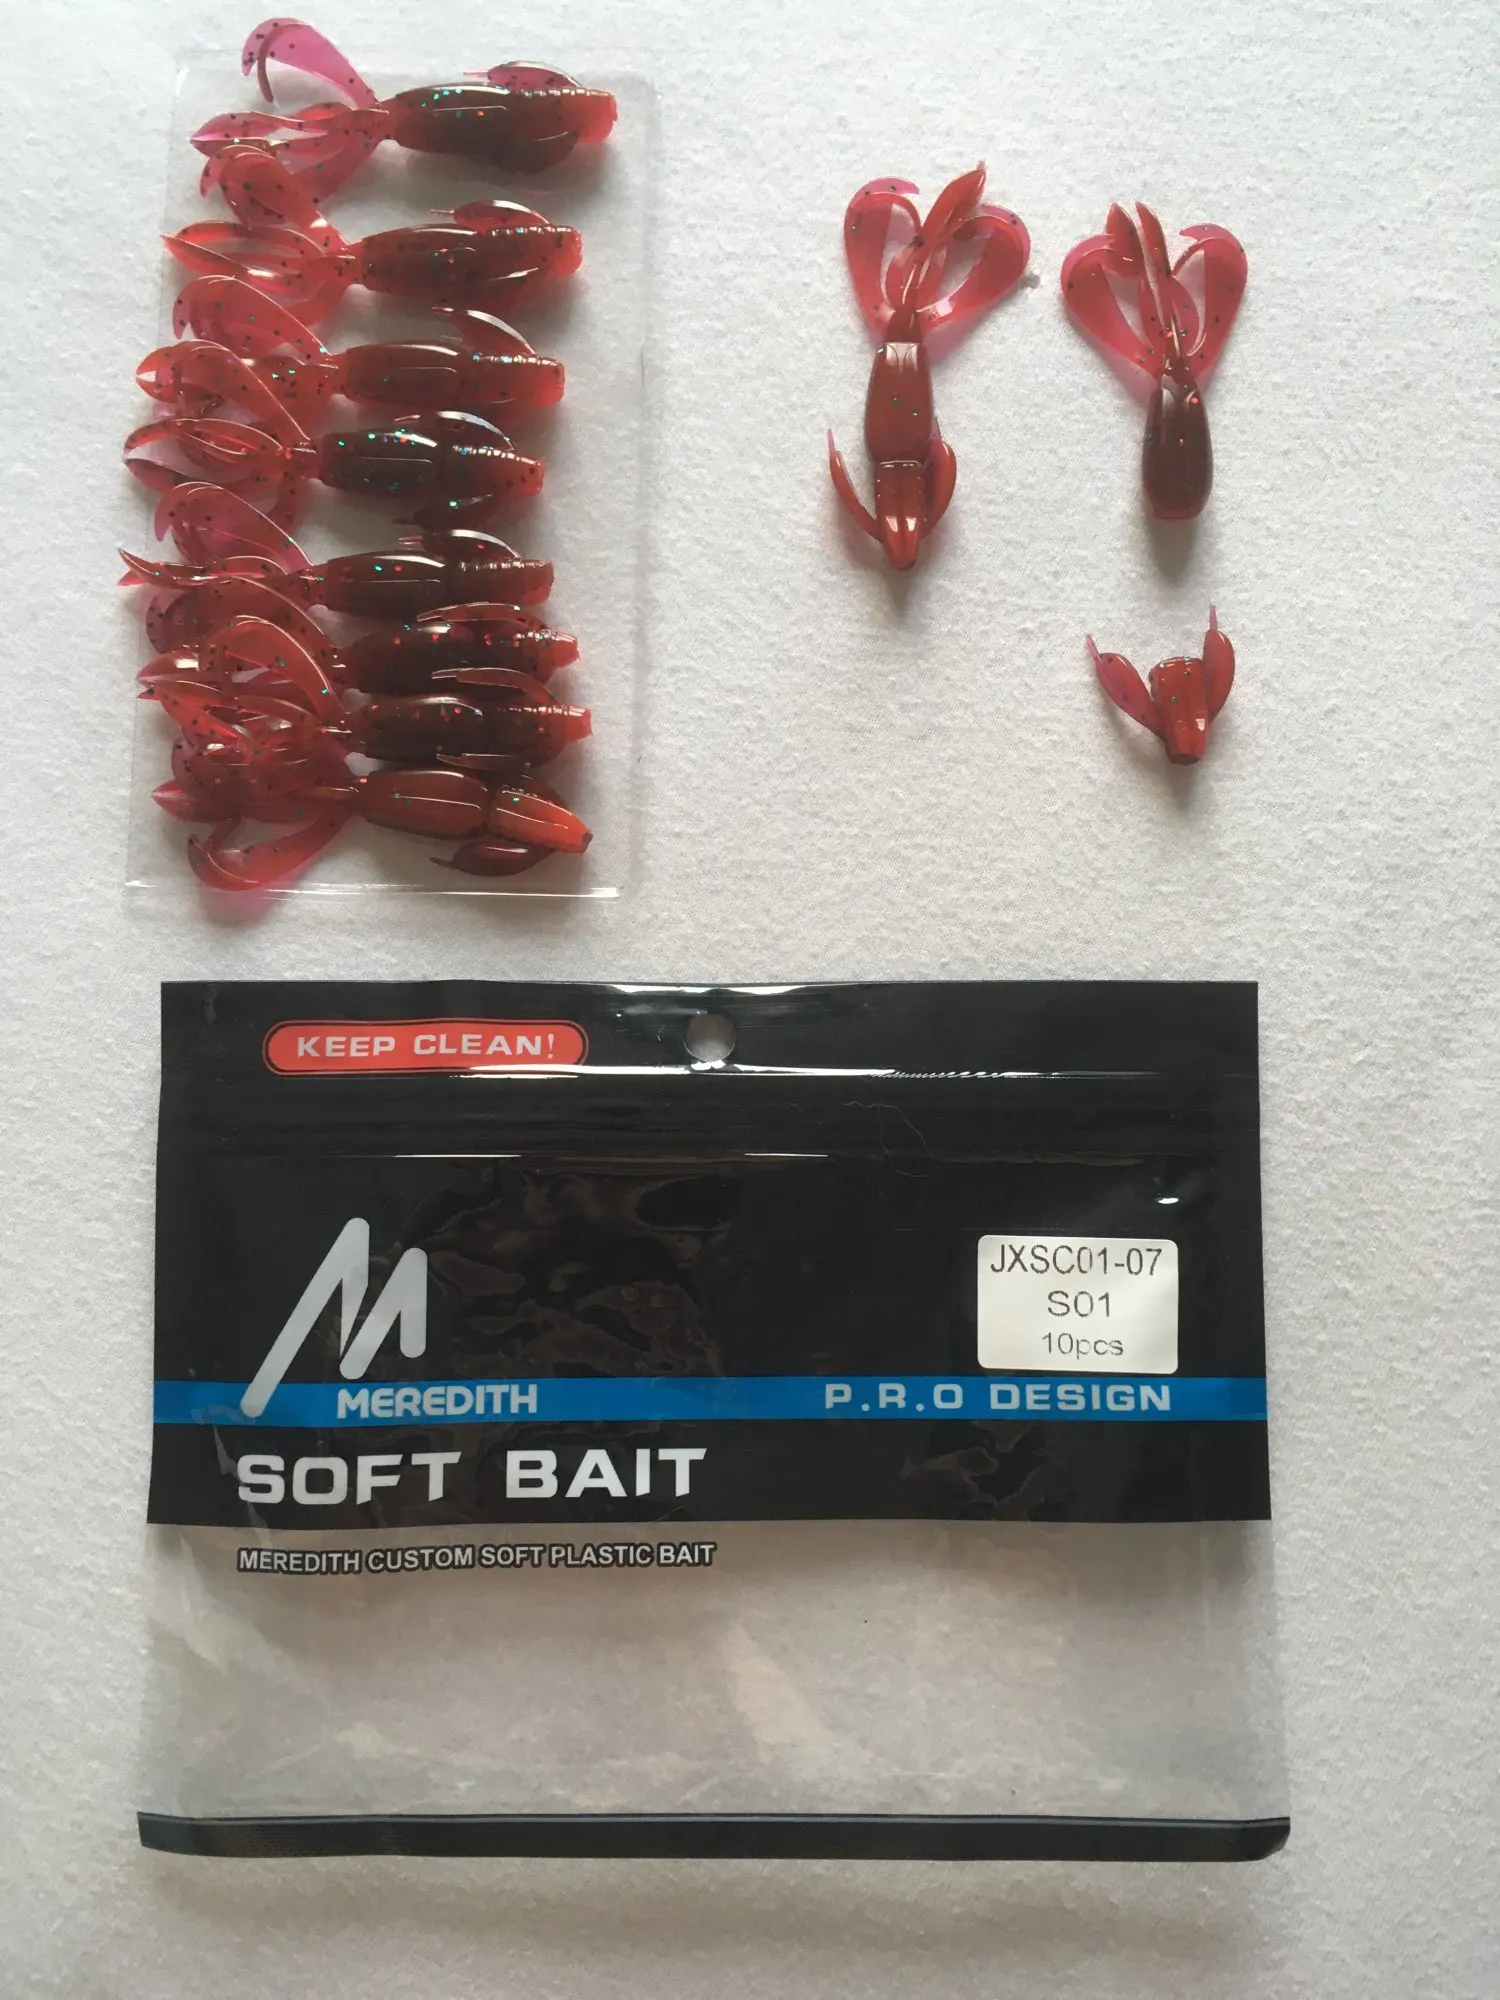 KEEP CLEAN!
JXSC01-07
S01
10pcs
MEREDITH
P.R.O DESIGN
SOFT BAIT
MEREDITH CUSTOM SOFT PLASTIC BAIT